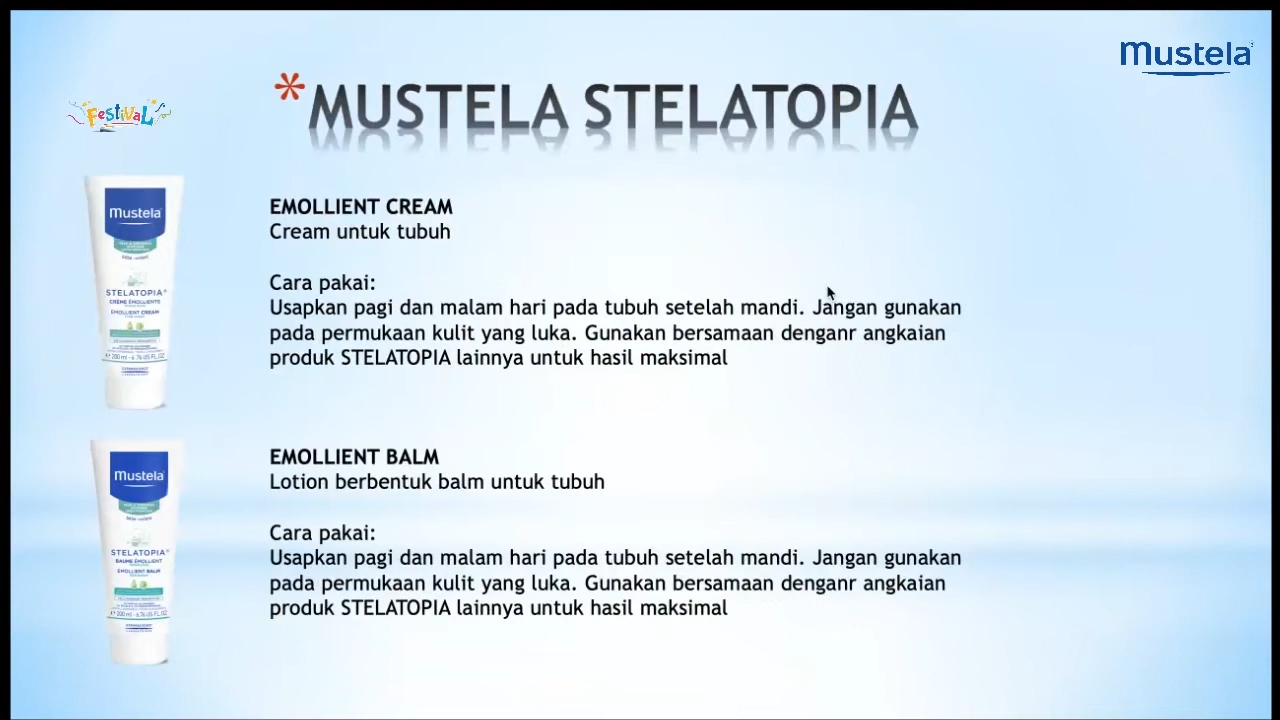 mustela
FestiVaL
*MUSTELA STELATOPIA
mustela
STELATOPIA
CRÈME ÉMOLLIENTE
EMOLLIENT CREAM
EMOLLIENT CREAM
Cream untuk tubuh
Cara pakai:
Usapkan pagi dan malam hari pada tubuh setelah mandi. Jangan gunakan
pada permukaan kulit yang luka. Gunakan bersamaan denganr angkaian
produk STELATOPIA lainnya untuk hasil maksimal
mustela
STELATOPIA
BAUME ÉMOLLIENT
EMOLLIENT BALM
EMOLLIENT BALM
Lotion berbentuk balm untuk tubuh
Cara pakai:
Usapkan pagi dan malam hari pada tubuh setelah mandi. Jangan gunakan
pada permukaan kulit yang luka. Gunakan bersamaan denganr angkaian
produk STELATOPIA lainnya untuk hasil maksimal